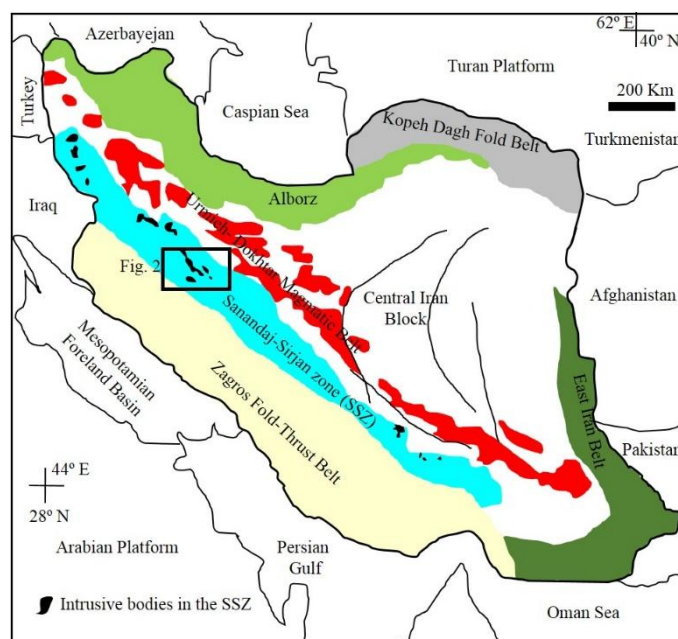 62º E
40º N
Azerbayejan
Turkey
Caspian Sea
Turan Platform
200 Km
Kopeh Dagh Fold Belt
Turkmenistan
Iraq
Alborz
Urmieh- Dokhtar Magmatic Belt
Fig. 2
Central Iran
Block
Afghanistan
Mesopotamian
Foreland Basin
Sanandaj-Sirjan zone (SSZ)
Zagros Fold-Thrust Belt
East Iran Belt
Pakistan
44º E
28º N
Arabian Platform
Persian
Gulf
Oman Sea
Intrusive bodies in the SSZ